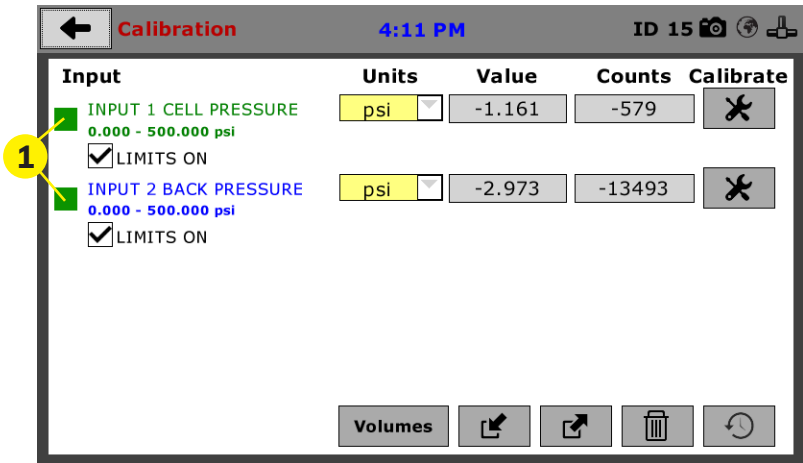 Calibration 4:11 PM ID 15
Input Units Value Counts Calibrate
INPUT 1 CELL PRESSURE psi -1.161 -579
0.000 - 500.000 psi
LIMITS ON
1
INPUT 2 BACK PRESSURE psi -2.973 -13493
0.000 - 500.000 psi
LIMITS ON
Volumes